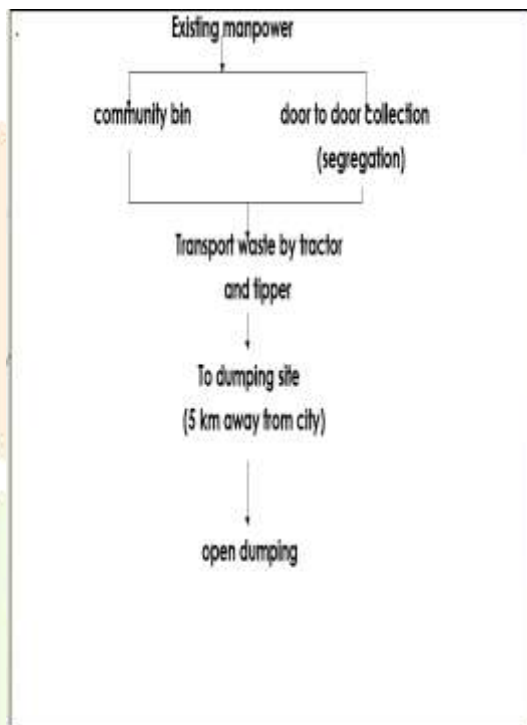 Existing manpower
community bin
door to door collection
(segregation)
Transport waste by tractor
and tipper
To dumping site
(5 km away from city)
open dumping